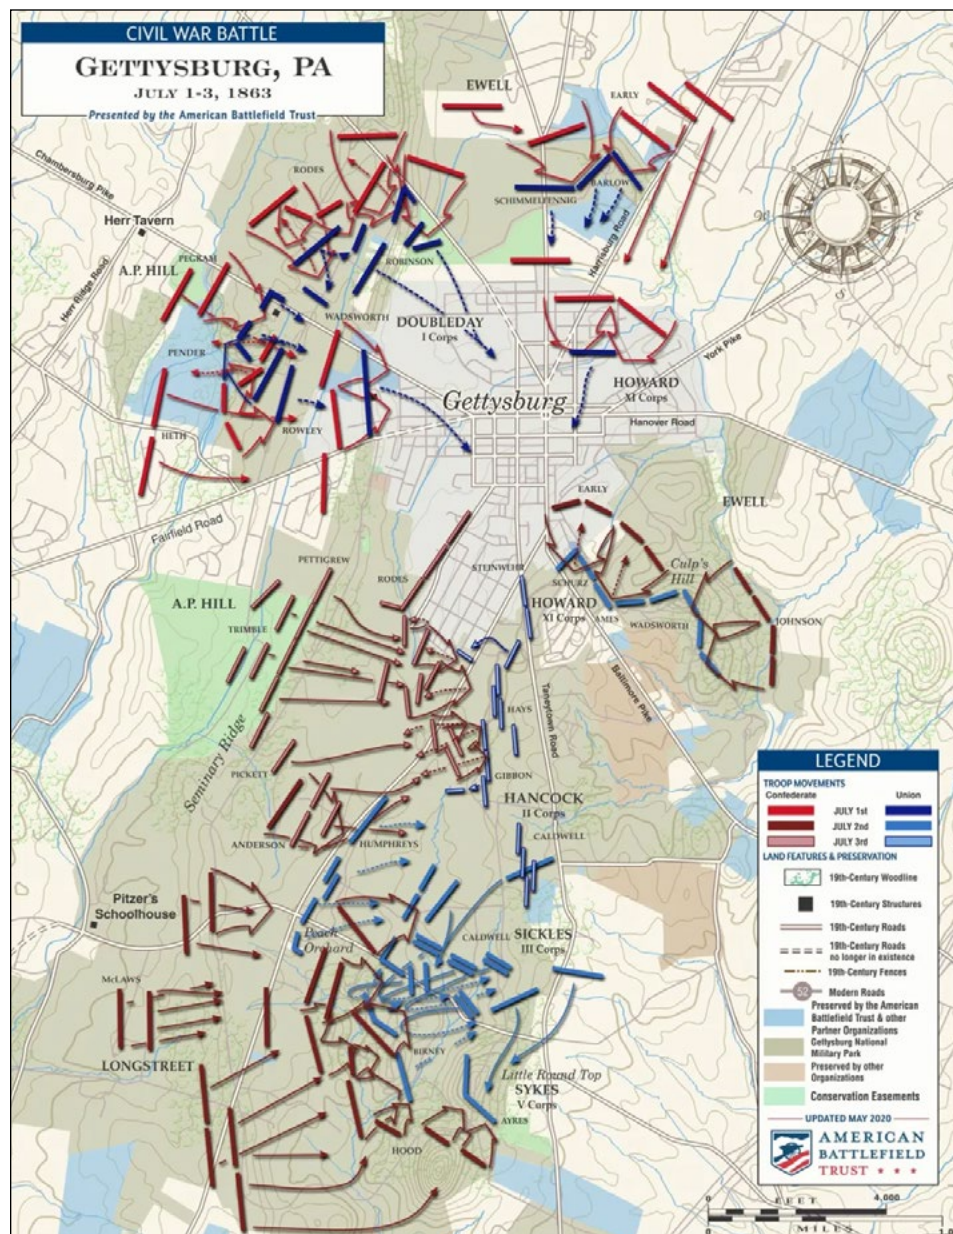 CIVIL WAR BATTLE
GETTYSBURG, PA
JULY 1-3, 1863
Presented by the American Battlefield Trust
EWELL
EARLY
RODES
BARLOW
SCHIMMELFENNIG
Chambersburg Pike
Herr Tavern
A.P. HILL
PEGRAM
ROBINSON
Harrisburg Road
N
E
S
W
Herr Ridge Road
WADSWORTH
DOUBLEDAY
I Corps
York Pike
PENDER
HOWARD
XI Corps
Gettysburg
Hanover Road
ROWLEY
HETH
Fairfield Road
EARLY
EWELL
PETTIGREW
RODES
STEINWEHR
SCHURZ
Culp's
Hill
A.P. HILL
TRIMBLE
HOWARD
XI Corps
AMES
WADSWORTH
JOHNSON
Seminary Ridge
Taneytown Road
Baltimore Pike
HAYS
PICKETT
GIBBON
HANCOCK
II Corps
ANDERSON
HUMPHREYS
CALDWELL
Pitzer's
Schoolhouse
Peach
Orchard
CALDWELL
SICKLES
III Corps
McLAWS
LONGSTREET
BIRNEY
Little Round Top
SYKES
V Corps
AYRES
HOOD
LEGEND
TROOP MOVEMENTS
Confederate
Union
JULY 1st
JULY 2nd
JULY 3rd
LAND FEATURES & PRESERVATION
19th-Century Woodline
19th-Century Structures
19th-Century Roads
19th-Century Roads
no longer in existence
19th-Century Fences
52
Modern Roads
Preserved by the American
Battlefield Trust & other
Partner Organizations
Gettysburg National
Military Park
Preserved by other
Organizations
Conservation Easements
UPDATED MAY 2020
AMERICAN
BATTLEFIELD
TRUST
0
FEET
4,000
0
MILES